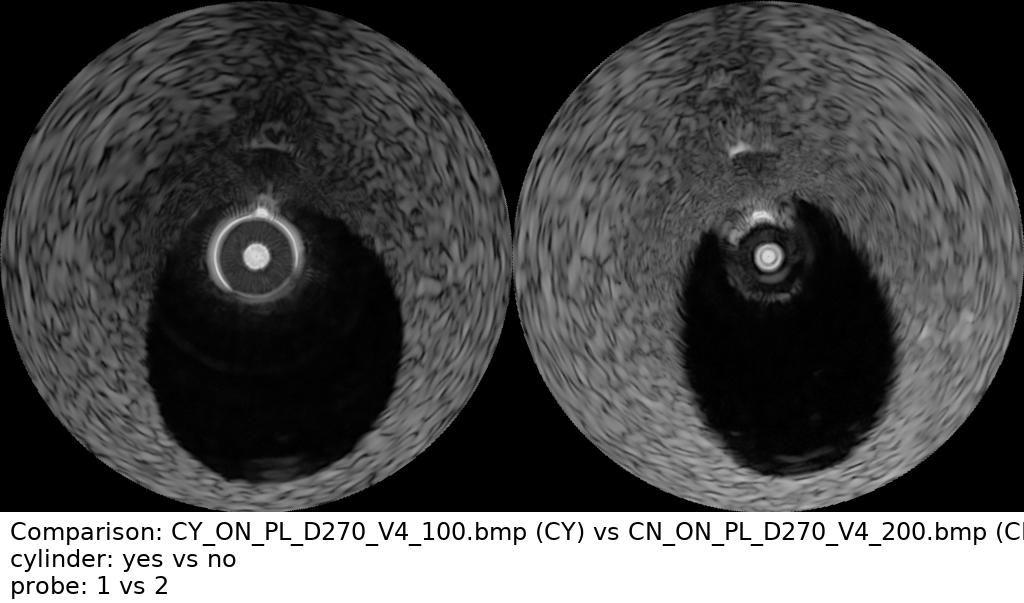 Comparison: CY_ON_PL_D270_V4_100.bmp (CY) vs CN_ON_PL_D270_V4_200.bmp (C
cylinder: yes vs no
probe: 1 vs 2